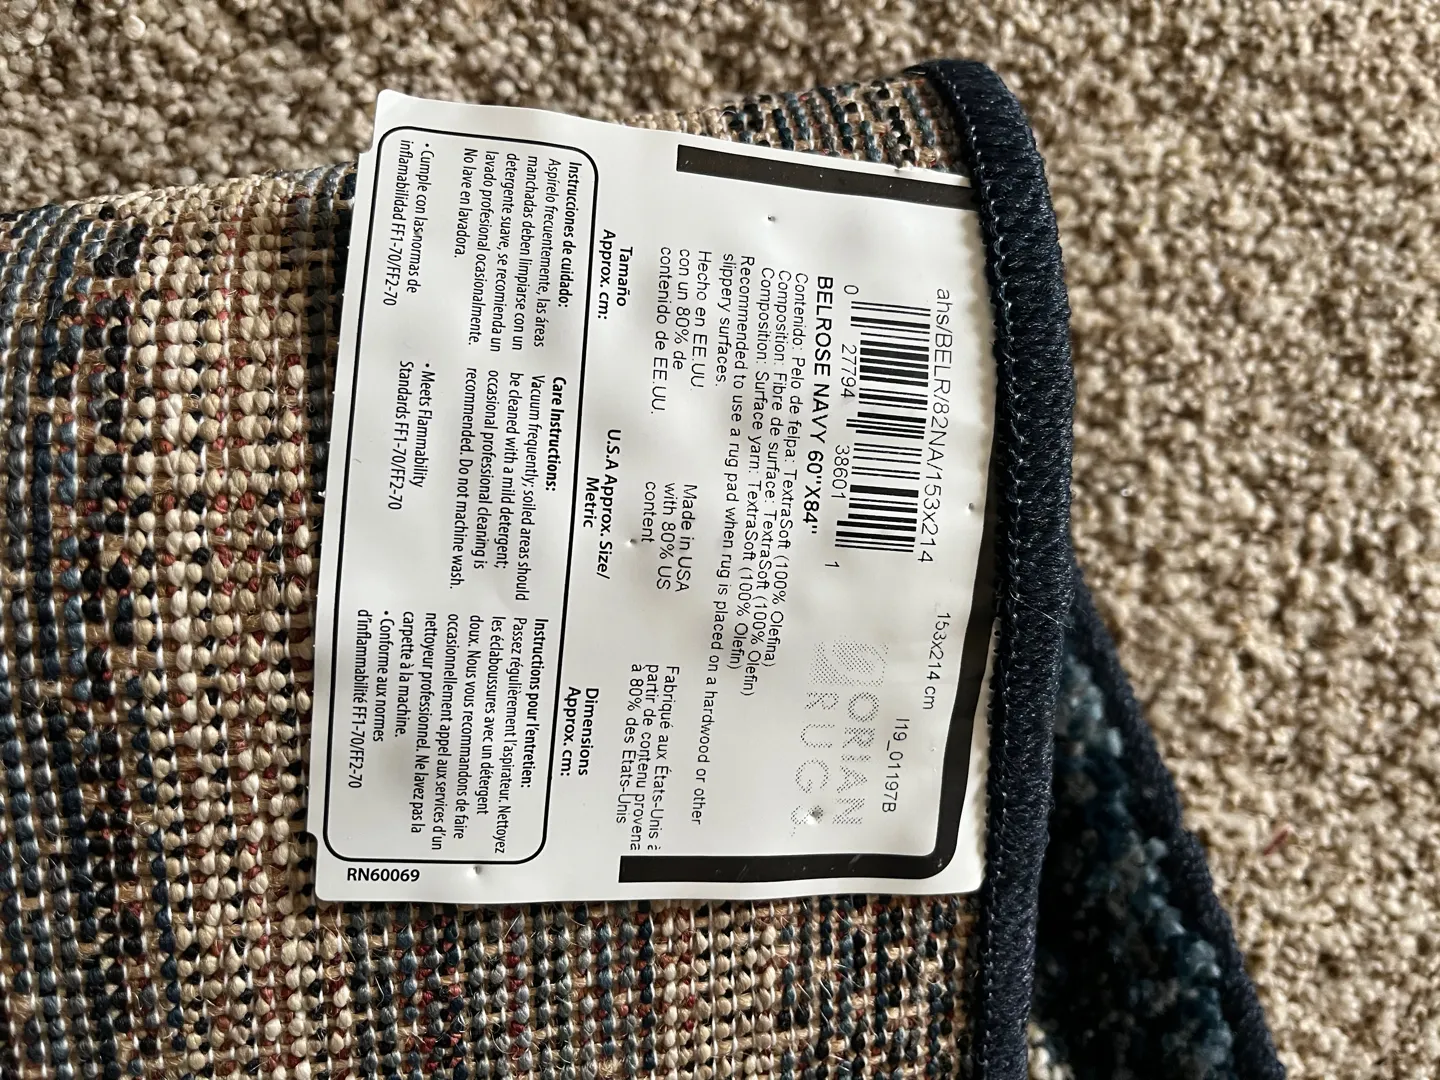 ahs/BELR/82NA/153x214
153x214 cm
I19_01197B
0 27794 38601 1
ORIAN
RUGS
BELROSE NAVY 60"X84"
Contenido: Pelo de felpa: TextraSoft (100% Olefina)
Composition: Fibre de surface: TextraSoft (100% Olefin)
Composition: Surface yarn: TextraSoft (100% Olefin)
Recommended to use a rug pad when rug is placed on a hardwood or other
slippery surfaces.
Hecho en EE.UU.
con un 80% de
contenido de EE.UU.
Made in USA
with 80% US
content
Fabriqué aux États-Unis à
partir de contenu provena
à 80% des États-Unis
Tamaño
Approx. cm:
U.S.A Approx. Size/
Metric
Dimensions
Approx. cm:
Instrucciones de cuidado:
Aspírelo frecuentemente, las áreas
manchadas deben limpiarse con un
detergente suave, se recomienda un
lavado profesional ocasionalmente.
No lave en lavadora.
• Cumple con las normas de
inflamabilidad FF1-70/FF2-70
Care Instructions:
Vacuum frequently; soiled areas should
be cleaned with a mild detergent;
occasional professional cleaning is
recommended. Do not machine wash.
• Meets Flammability
Standards FF1-70/FF2-70
Instructions pour l'entretien:
Passez régulièrement l'aspirateur. Nettoyez
les éclaboussures avec un détergent
doux. Nous vous recommandons de faire
occasionnellement appel aux services d'un
nettoyeur professionnel. Ne lavez pas la
carpette à la machine.
• Conforme aux normes
d'inflammabilité FF1-70/FF2-70
RN60069